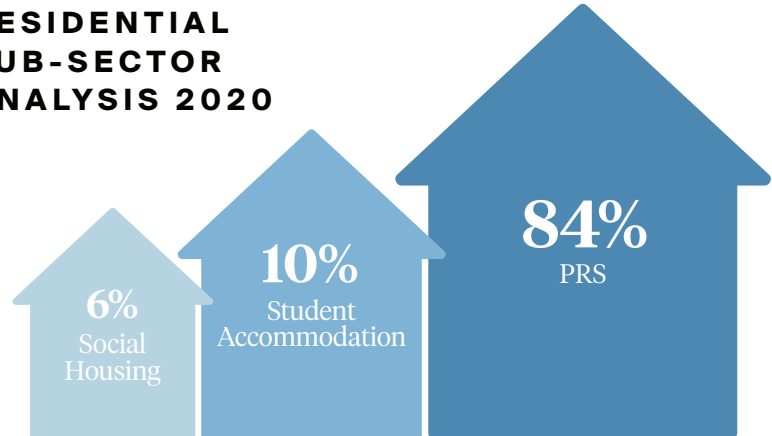 ESIDENTIAL
UB-SECTOR
NALYSIS 2020
6%
Social
Housing
10%
Student
Accommodation
84%
PRS